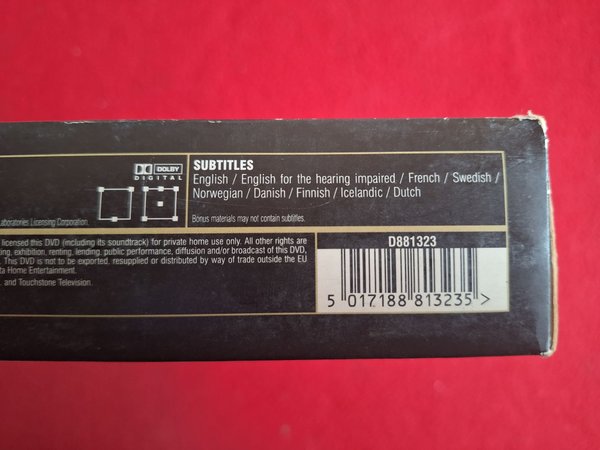 DOLBY
DIGITAL
Laboratories Licensing Corporation.
SUBTITLES
English / English for the hearing impaired / French / Swedish /
Norwegian / Danish / Finnish / Icelandic / Dutch
Bonus materials may not contain subtitles.
licensed this DVD (including its soundtrack) for private home use only. All other rights are
ing, exhibition, renting, lending, public performance, diffusion and/or broadcast of this DVD,
. This DVD is not to be exported, resupplied or distributed by way of trade outside the EU
ta Home Entertainment.
. and Touchstone Television.
D881323
5 017188 813235 >